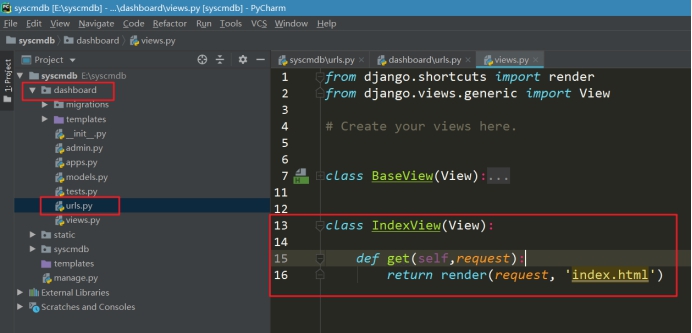 syscmdb [E:\syscmdb] - ...\dashboard\views.py [syscmdb] - PyCharm
File Edit View Navigate Code Refactor Run Tools VCS Window Help
syscmdb dashboard views.py
1: Project
Project
syscmdb E:\syscmdb
dashboard
migrations
templates
__init__.py
admin.py
apps.py
models.py
tests.py
urls.py
views.py
static
syscmdb
templates
manage.py
External Libraries
Scratches and Consoles
syscmdb\urls.py dashboard\urls.py views.py
1 from django.shortcuts import render
2 from django.views.generic import View
3
4 # Create your views here.
5
6
7 class BaseView(View):...
11
12
13 class IndexView(View):
14
15 def get(self,request):
16 return render(request, 'index.html')